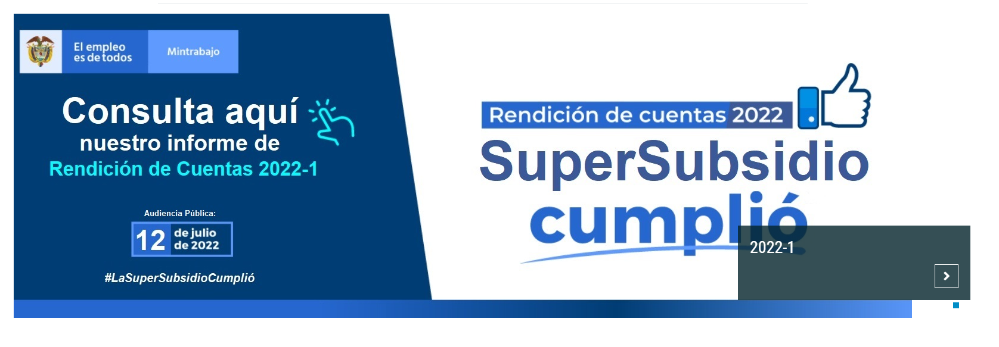 El empleo
es de todos
Mintrabajo
Consulta aquí
nuestro informe de
Rendición de Cuentas 2022-1
Audiencia Pública:
12 de julio
de 2022
#LaSuperSubsidioCumplió
Rendición de cuentas 2022
SuperSubsidio
cumplió
2022-1